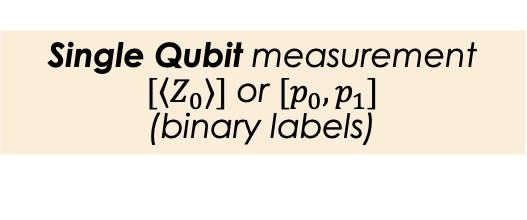 Single Qubit measurement
[⟨Z₀⟩] or [p₀, p₁]
(binary labels)